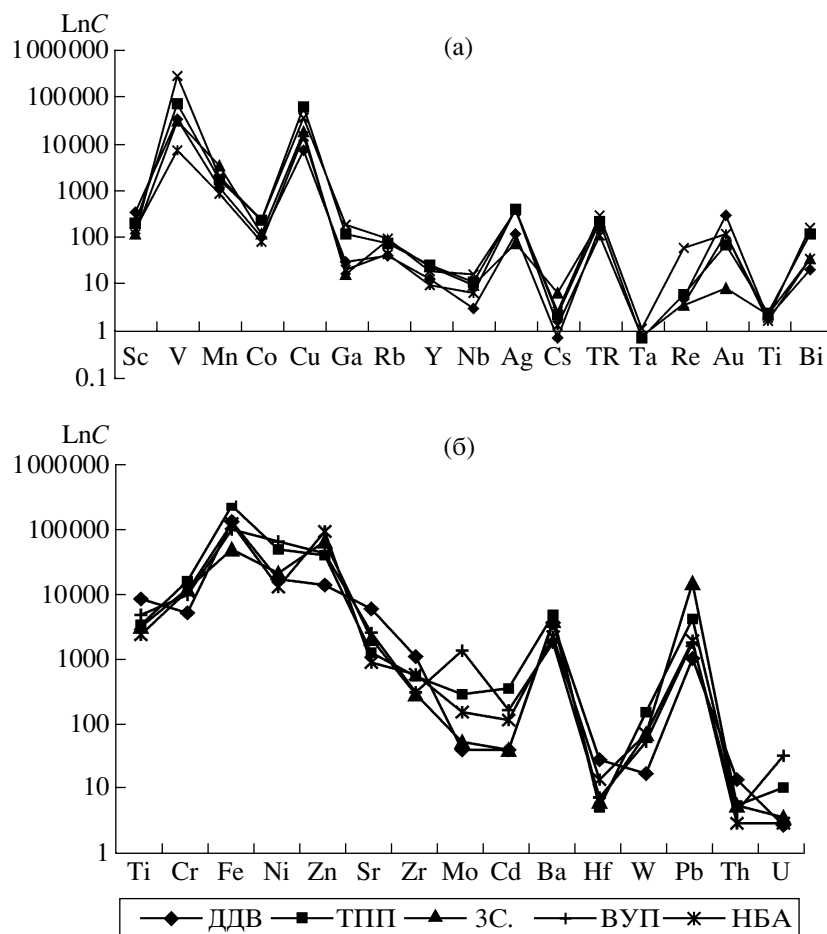 LnC
(а)
1000000
100000
10000
1000
100
10
1
0.1
Sc V Mn Co Cu Ga Rb Y Nb Ag Cs TR Ta Re Au Ti Bi
LnC
(б)
1000000
100000
10000
1000
100
10
1
Ti Cr Fe Ni Zn Sr Zr Mo Cd Ba Hf W Pb Th U
ДДВ ТПП ЗС. ВУП НБА